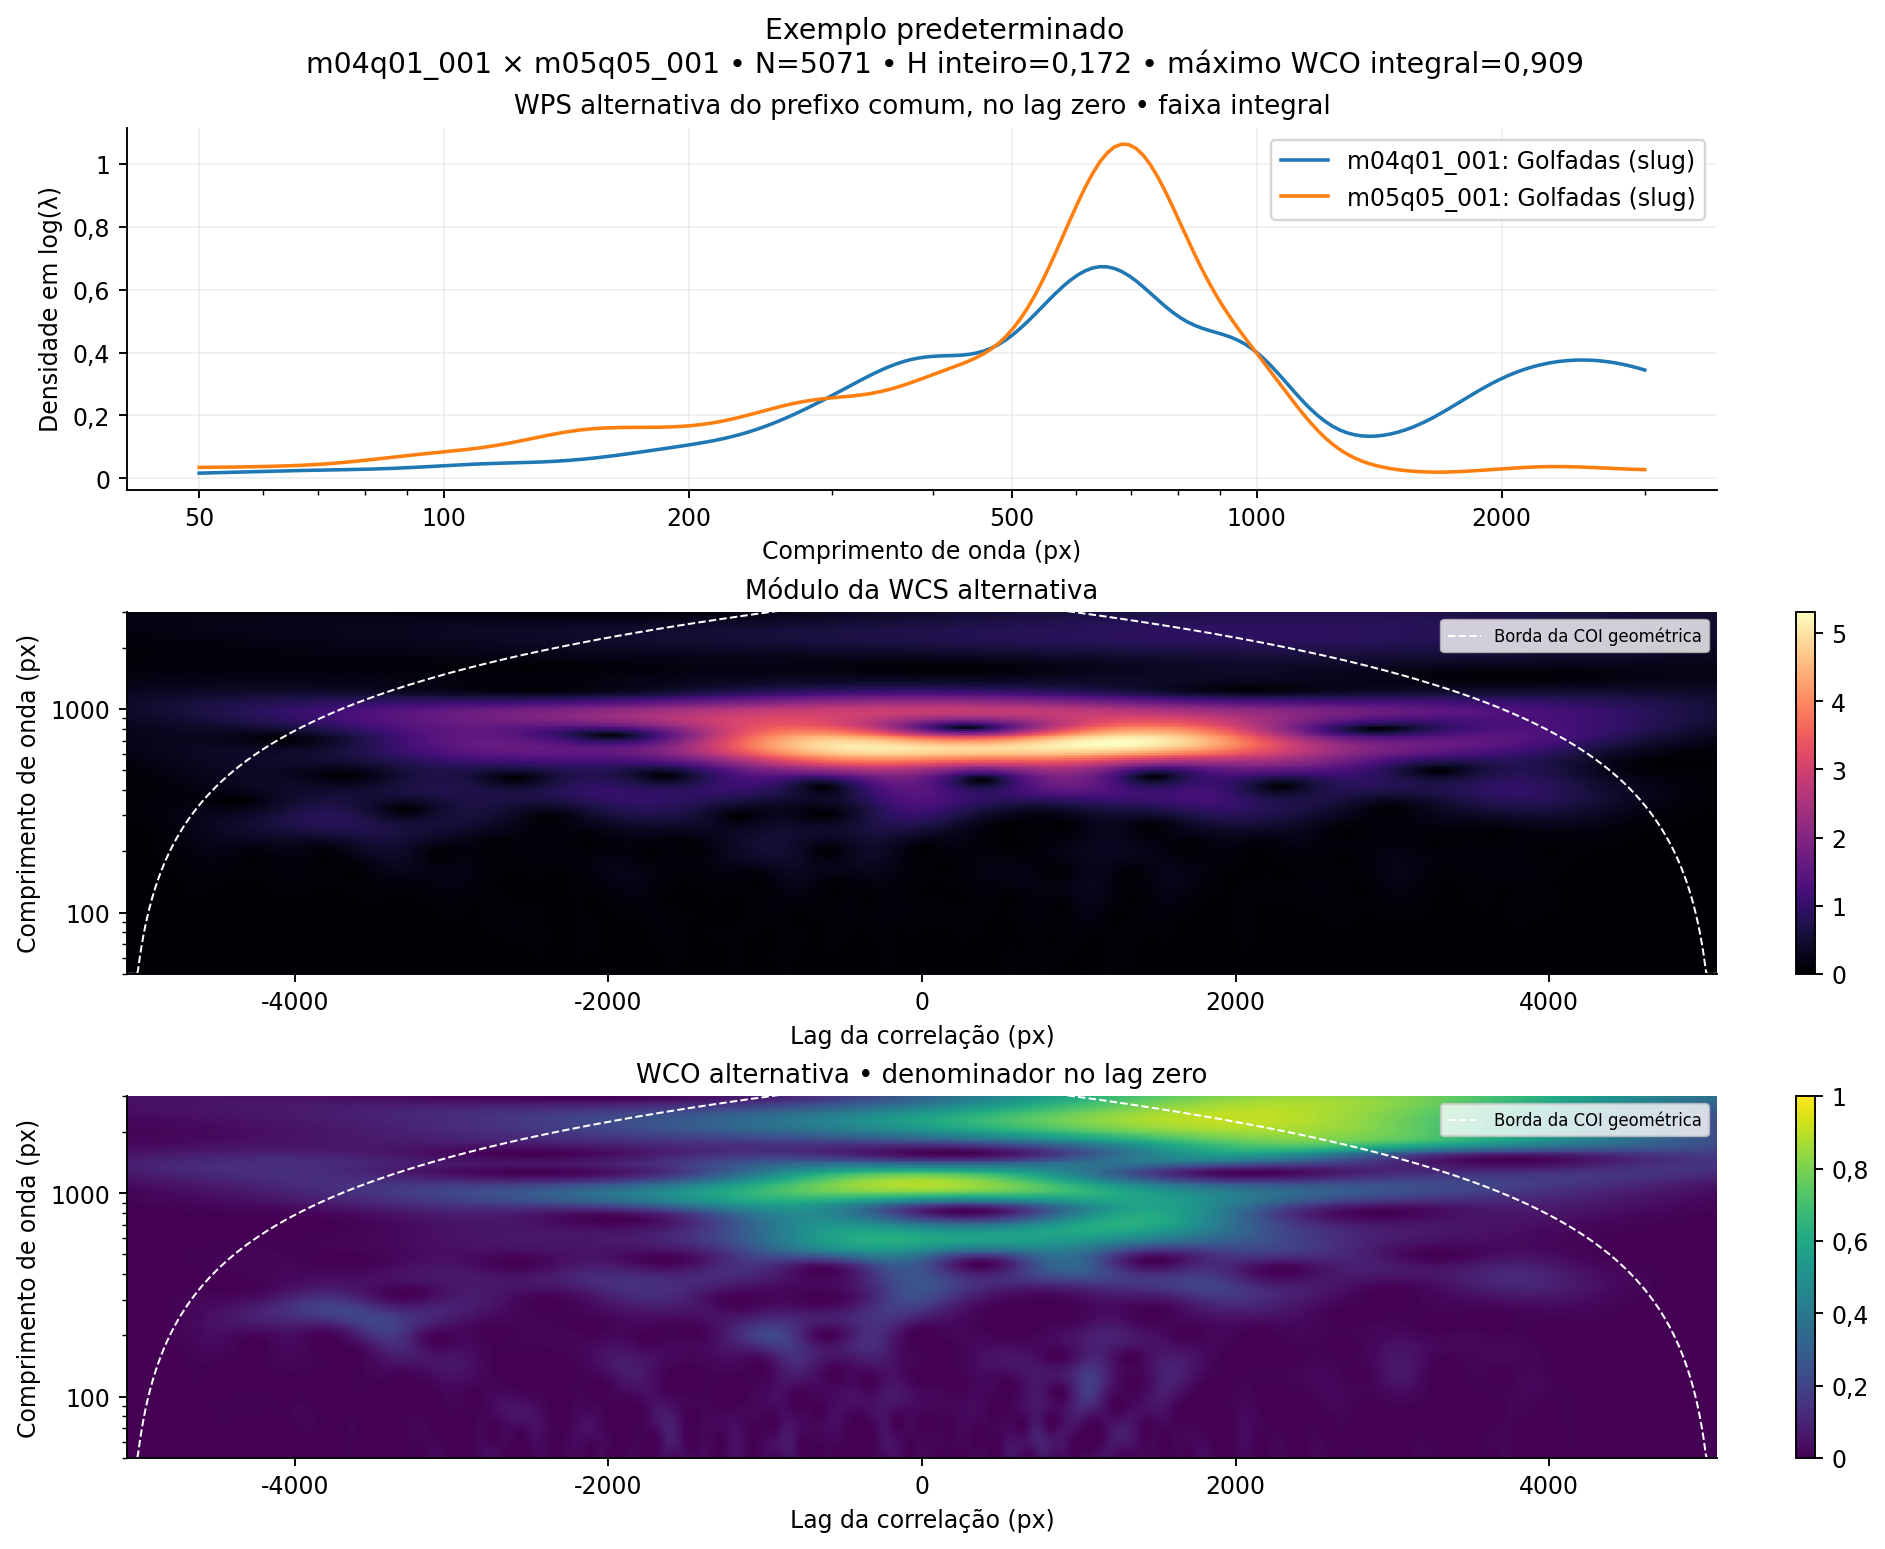 Exemplo predeterminado
m04q01_001 × m05q05_001 • N=5071 • H inteiro=0,172 • máximo WCO integral=0,909
WPS alternativa do prefixo comum, no lag zero • faixa integral
Densidade em log(λ)
1
0,8
0,6
0,4
0,2
0
m04q01_001: Golfadas (slug)
m05q05_001: Golfadas (slug)
50 100 200 500 1000 2000
Comprimento de onda (px)
Módulo da WCS alternativa
Comprimento de onda (px)
1000
100
Borda da COI geométrica
5
4
3
2
1
0
-4000 -2000 0 2000 4000
Lag da correlação (px)
WCO alternativa • denominador no lag zero
Comprimento de onda (px)
1000
100
Borda da COI geométrica
1
0,8
0,6
0,4
0,2
0
-4000 -2000 0 2000 4000
Lag da correlação (px)